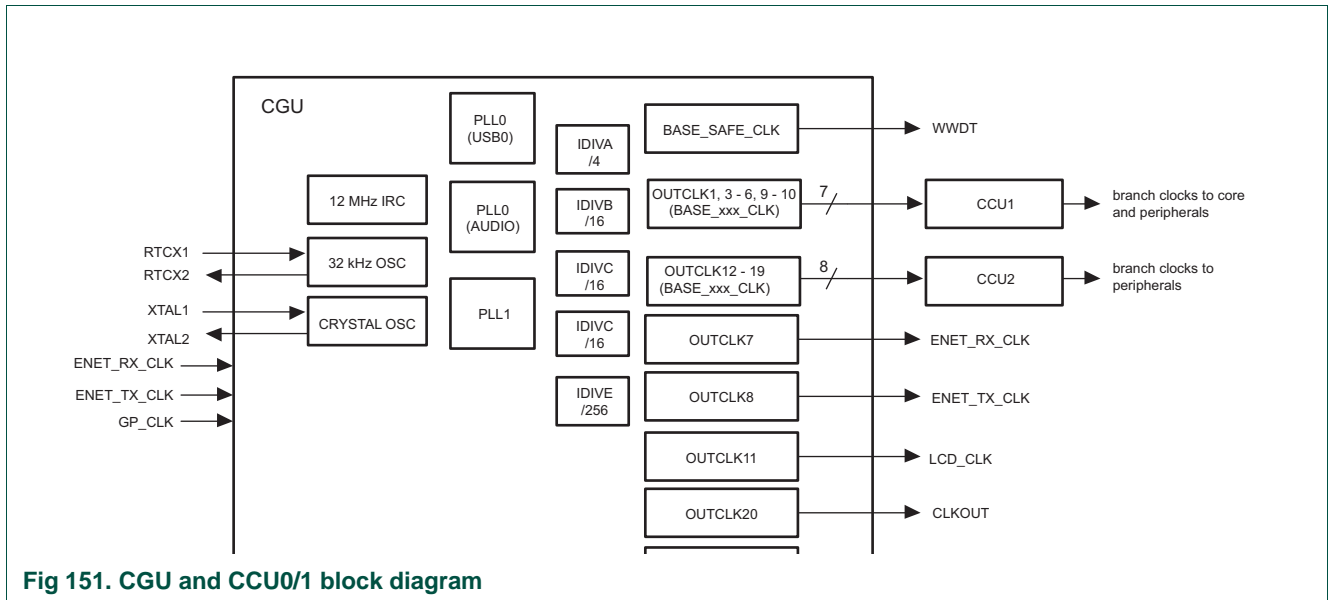 CGU
PLL0
(USB0)
IDIVA
/4
BASE_SAFE_CLK
WWDT
12 MHz IRC
PLL0
(AUDIO)
IDIVB
/16
OUTCLK1, 3 - 6, 9 - 10
(BASE_xxx_CLK)
7
CCU1
branch clocks to core
and peripherals
RTCX1
RTCX2
32 kHz OSC
IDIVC
/16
OUTCLK12 - 19
(BASE_xxx_CLK)
8
CCU2
branch clocks to
peripherals
XTAL1
XTAL2
CRYSTAL OSC
PLL1
IDIVC
/16
OUTCLK7
ENET_RX_CLK
ENET_RX_CLK
ENET_TX_CLK
GP_CLK
IDIVE
/256
OUTCLK8
ENET_TX_CLK
OUTCLK11
LCD_CLK
OUTCLK20
CLKOUT
Fig 151. CGU and CCU0/1 block diagram